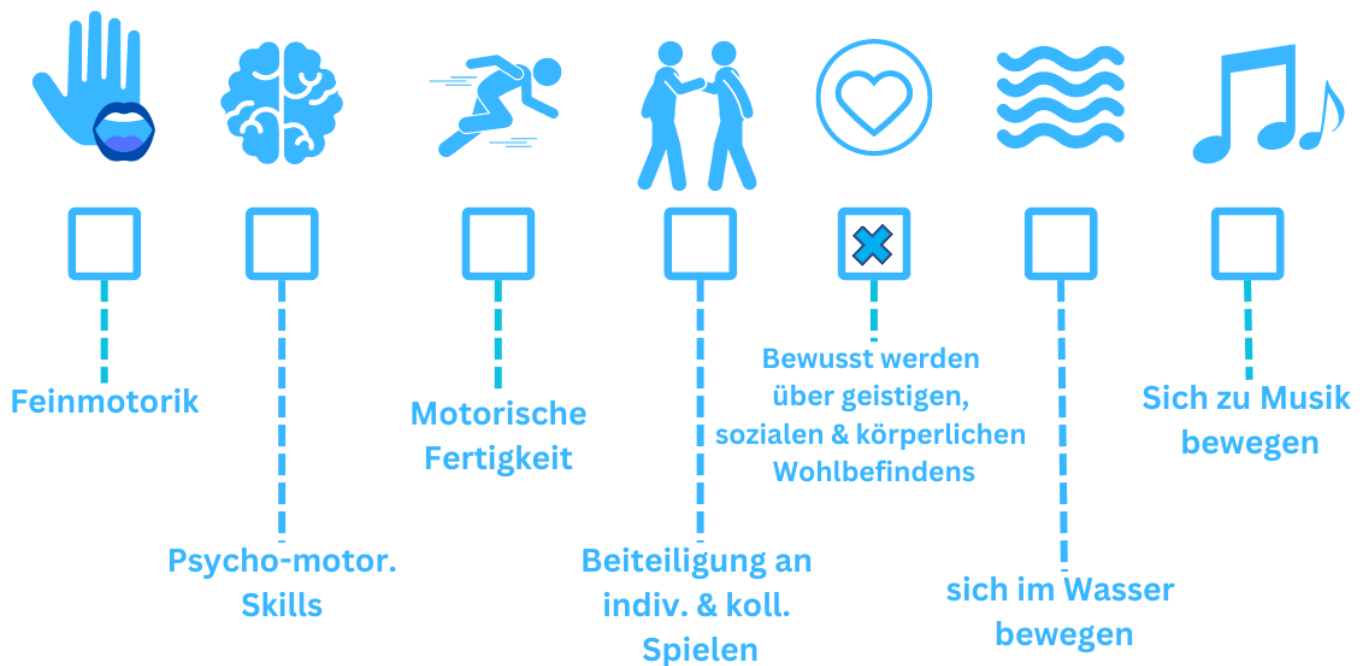 Feinmotorik
Psycho-motor.
Skills
Motorische
Fertigkeit
Beiteiligung an
indiv. & koll.
Spielen
Bewusst werden
über geistigen,
sozialen & körperlichen
Wohlbefindens
sich im Wasser
bewegen
Sich zu Musik
bewegen